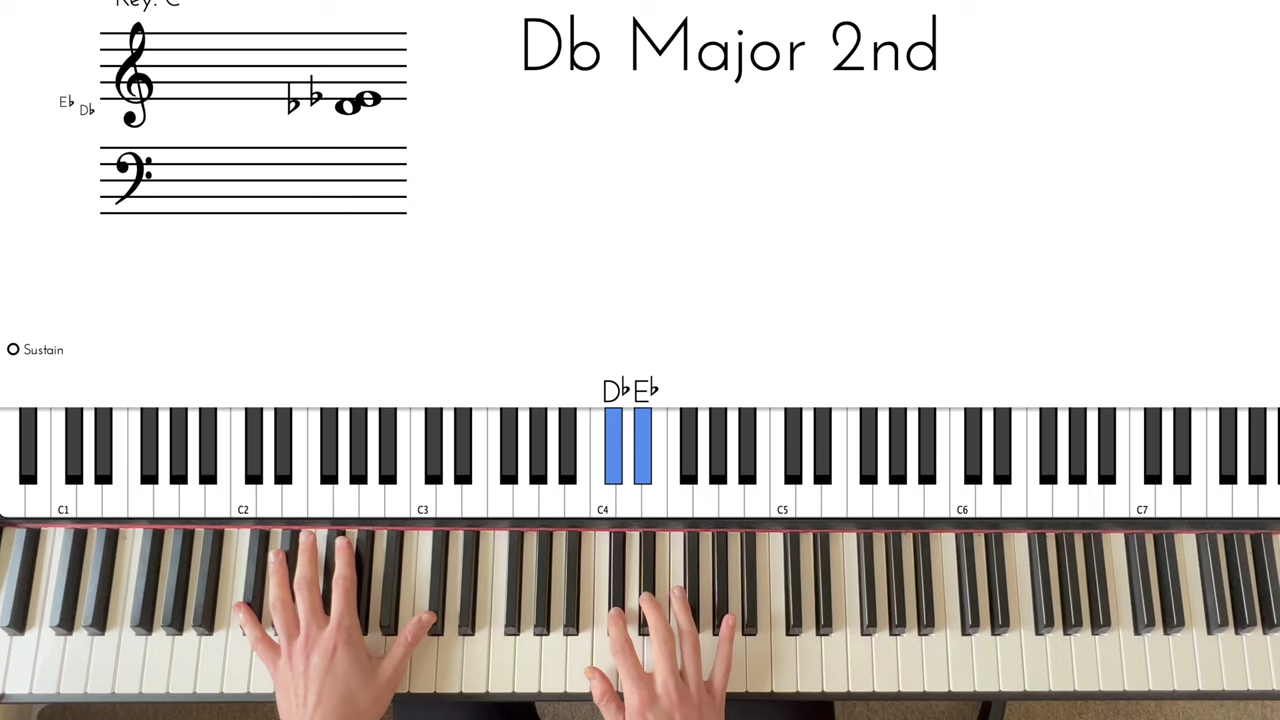 Key: C
Db Major 2nd
E♭
D♭
Sustain
D♭ E♭
C1 C2 C3 C4 C5 C6 C7